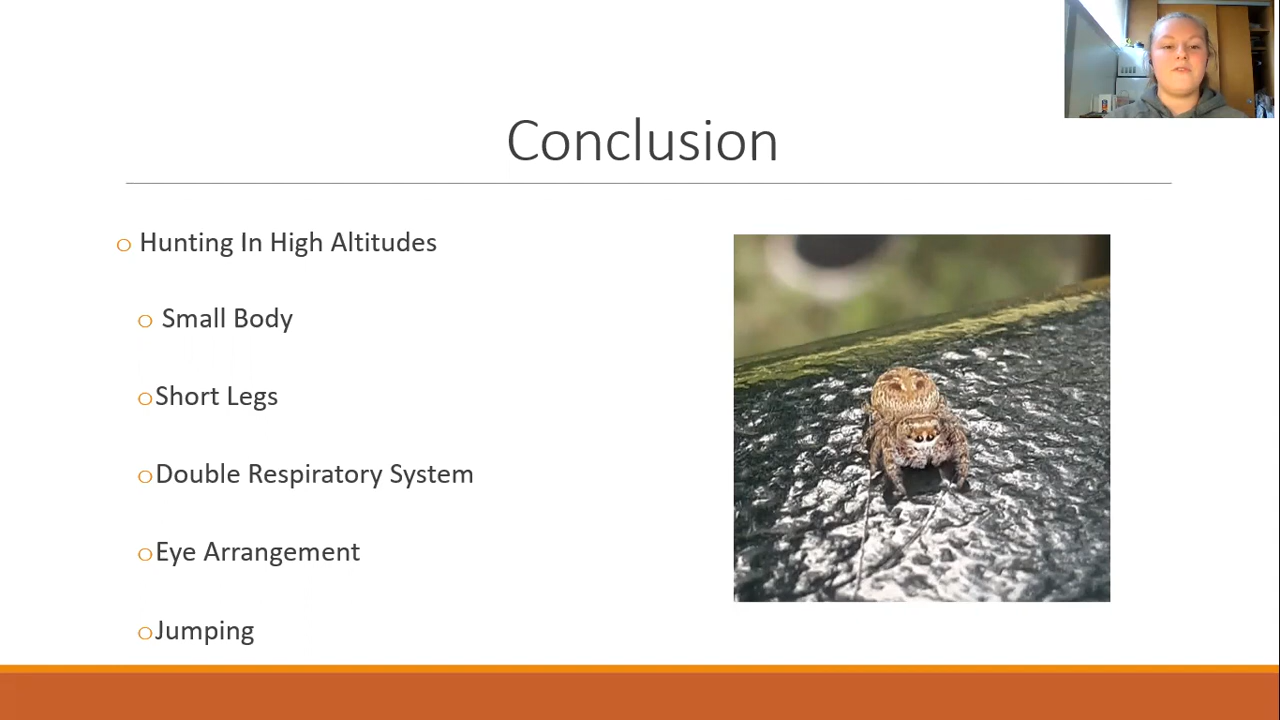 Conclusion
Hunting In High Altitudes
Small Body
Short Legs
Double Respiratory System
Eye Arrangement
Jumping